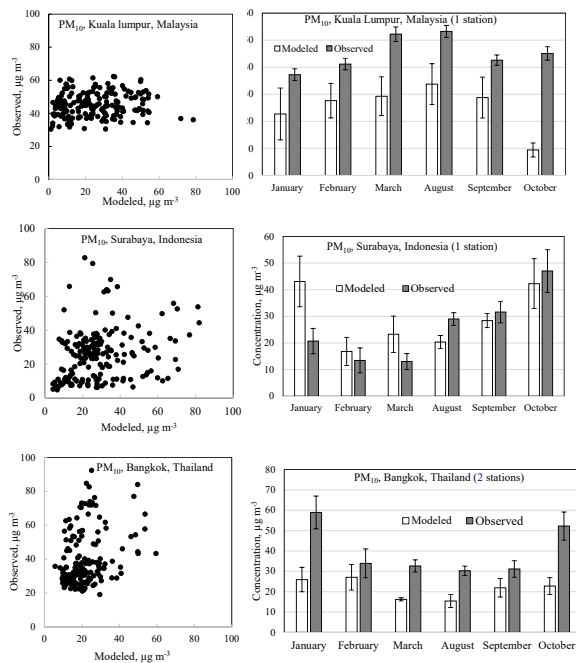 PM10, Kuala lumpur, Malaysia
100
80
60
40
20
0
0 20 40 60 80 100
Observed, µg m-3
Modeled, µg m-3
PM10, Kuala Lumpur, Malaysia (1 station)
Modeled Observed
January February March August September October
PM10, Surabaya, Indonesia
100
80
60
40
20
0
0 20 40 60 80 100
Observed, µg m-3
Modeled, µg m-3
PM10, Surabaya, Indonesia (1 station)
Modeled Observed
60
50
40
30
20
10
0
Concentration, µg m-3
January February March August September October
PM10, Bangkok, Thailand
100
80
60
40
20
0
0 20 40 60 80 100
Observed, µg m-3
Modeled, µg m-3
PM10, Bangkok, Thailand (2 stations)
Modeled Observed
80
70
60
50
40
30
20
10
0
Concentration, µg m-3
January February March August September October